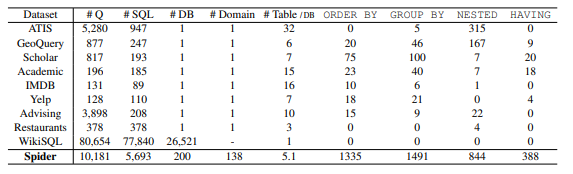 Dataset # Q # SQL # DB # Domain # Table /DB ORDER BY GROUP BY NESTED HAVING
ATIS 5,280 947 1 1 32 0 5 315 0
GeoQuery 877 247 1 1 6 20 46 167 9
Scholar 817 193 1 1 7 75 100 7 20
Academic 196 185 1 1 15 23 40 7 18
IMDB 131 89 1 1 16 10 6 1 0
Yelp 128 110 1 1 7 18 21 0 4
Advising 3,898 208 1 1 10 15 9 22 0
Restaurants 378 378 1 1 3 0 0 4 0
WikiSQL 80,654 77,840 26,521 - 1 0 0 0 0
Spider 10,181 5,693 200 138 5.1 1335 1491 844 388